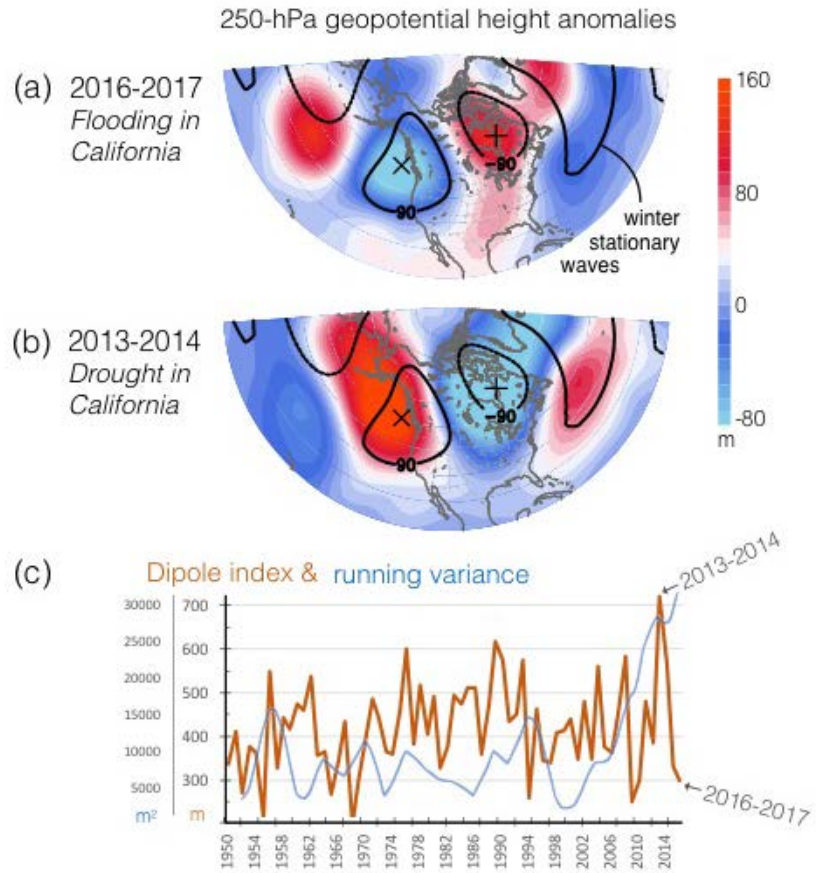 250-hPa geopotential height anomalies
(a) 2016-2017
Flooding in
California
90
-90
winter
stationary
waves
160
80
0
-80
m
(b) 2013-2014
Drought in
California
90
-90
(c)
Dipole index & running variance
2013-2014
30000 700
25000
600
20000
500
15000
400
10000
300
5000
m² m
2016-2017
1950 1954 1958 1962 1966 1970 1974 1978 1982 1986 1990 1994 1998 2002 2006 2010 2014